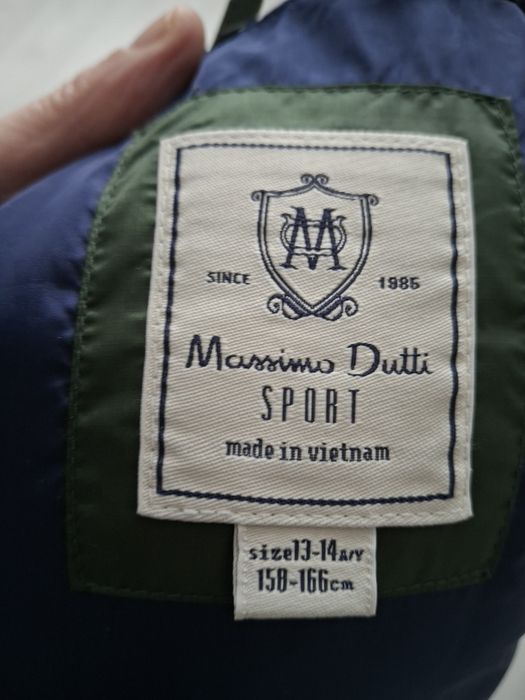 SINCE 1985
Massimo Dutti
SPORT
made in vietnam
size13-14A/Y
158-166cm